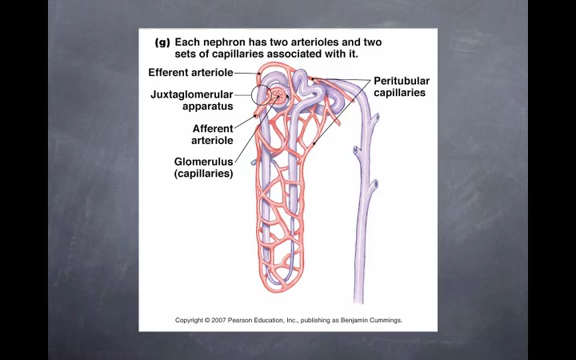 (g) Each nephron has two arterioles and two
sets of capillaries associated with it.
Efferent arteriole
Juxtaglomerular
apparatus
Afferent
arteriole
Glomerulus
(capillaries)
Peritubular
capillaries
Copyright © 2007 Pearson Education, Inc., publishing as Benjamin Cummings.